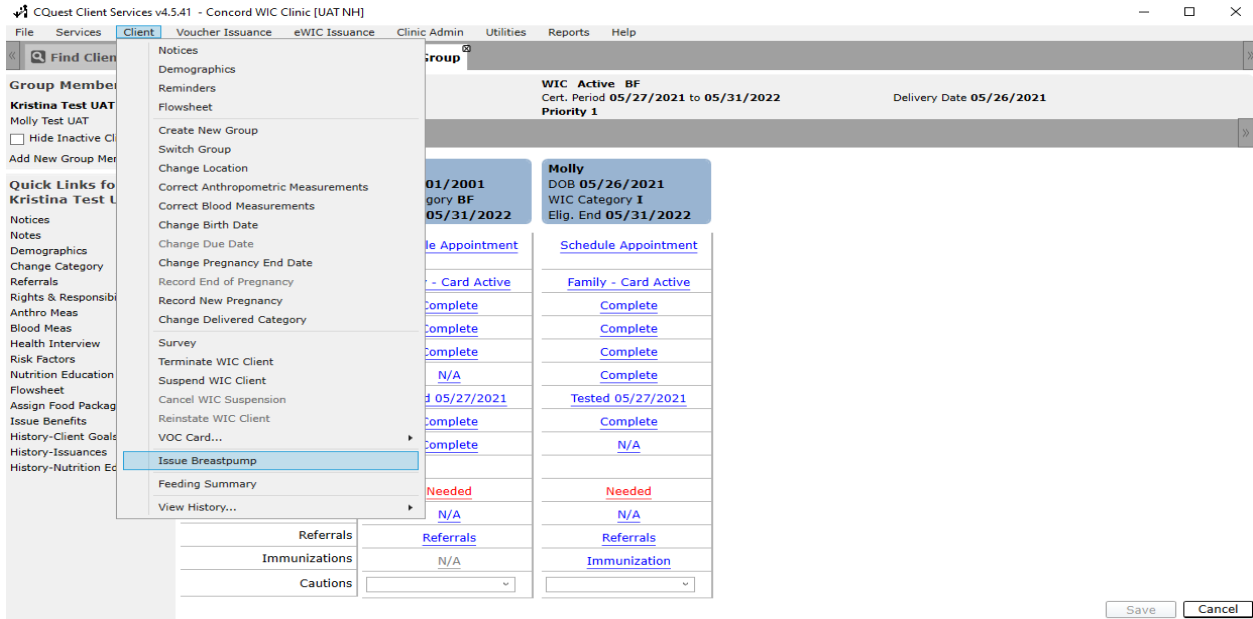 CQuest Client Services v4.5.41 - Concord WIC Clinic [UAT NH]
File Services Client Voucher Issuance eWIC Issuance Clinic Admin Utilities Reports Help
Find Clien
Group
Group Member
Kristina Test UAT
Molly Test UAT
Hide Inactive Cli
Add New Group Mem
Quick Links fo
Kristina Test U
Notices
Notes
Demographics
Change Category
Referrals
Rights & Responsibi
Anthro Meas
Blood Meas
Health Interview
Risk Factors
Nutrition Education
Flowsheet
Assign Food Packag
Issue Benefits
History-Client Goals
History-Issuances
History-Nutrition Ed
Notices
Demographics
Reminders
Flowsheet
Create New Group
Switch Group
Change Location
Correct Anthropometric Measurements
Correct Blood Measurements
Change Birth Date
Change Due Date
Change Pregnancy End Date
Record End of Pregnancy
Record New Pregnancy
Change Delivered Category
Survey
Terminate WIC Client
Suspend WIC Client
Cancel WIC Suspension
Reinstate WIC Client
VOC Card...
Issue Breastpump
Feeding Summary
View History...
WIC Active BF
Cert. Period 05/27/2021 to 05/31/2022 Delivery Date 05/26/2021
Priority 1
01/2001
gory BF
05/31/2022
Molly
DOB 05/26/2021
WIC Category I
Elig. End 05/31/2022
le Appointment Schedule Appointment
- Card Active Family - Card Active
Complete Complete
Complete Complete
Complete Complete
N/A Complete
d 05/27/2021 Tested 05/27/2021
Complete Complete
Complete N/A
Needed Needed
N/A N/A
Referrals Referrals Referrals
Immunizations N/A Immunization
Cautions
Save Cancel